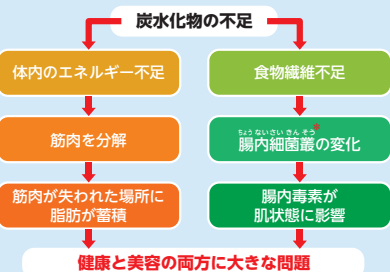 炭水化物の不足
体内のエネルギー不足
食物繊維不足
筋肉を分解
ちょうないさいきんそう
腸内細菌叢の変化*
筋肉が失われた場所に
脂肪が蓄積
腸内毒素が
肌状態に影響
健康と美容の両方に大きな問題